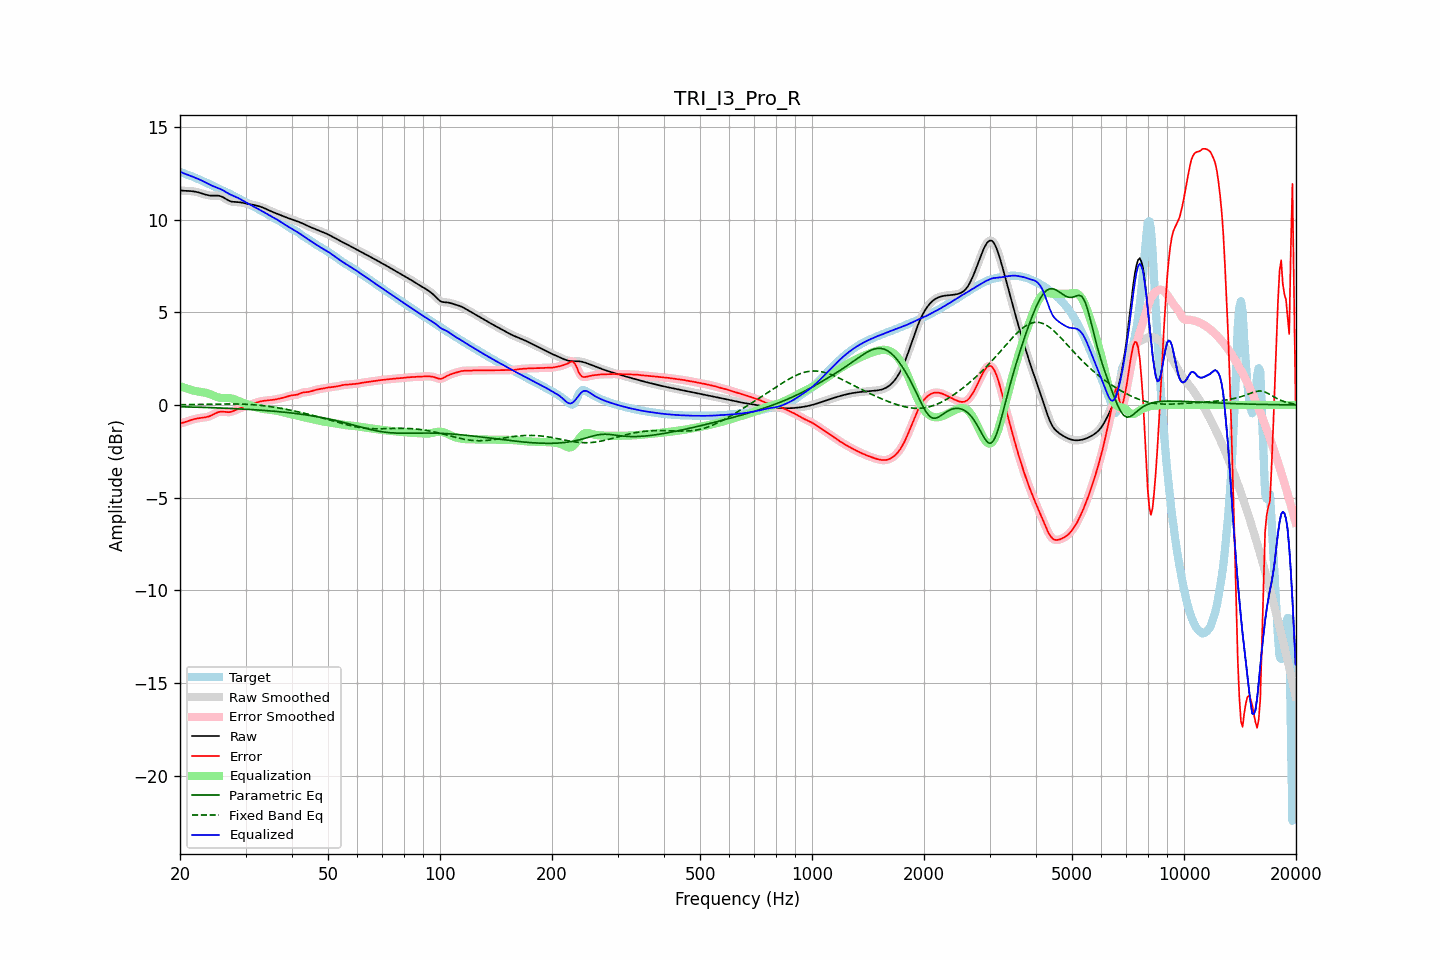 TRI_I3_Pro_R
15
10
5
0
−5
−10
−15
−20
Amplitude (dBr)
Target
Raw Smoothed
Error Smoothed
Raw
Error
Equalization
Parametric Eq
Fixed Band Eq
Equalized
20 50 100 200 500 1000 2000 5000 10000 20000
Frequency (Hz)